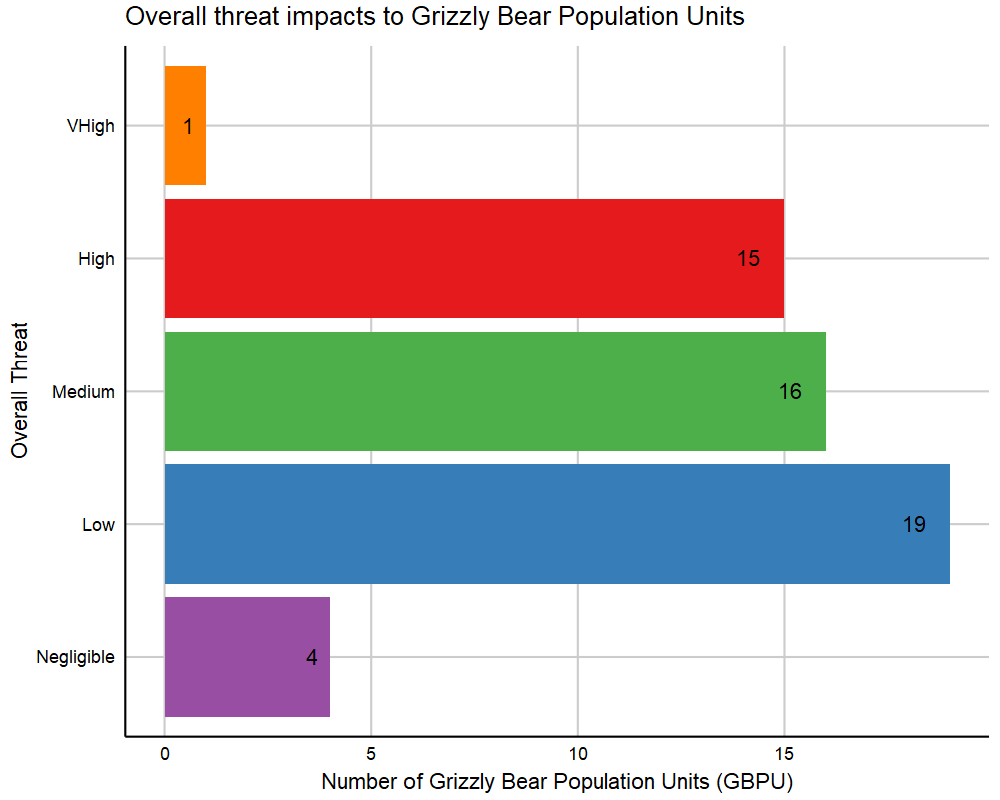 Overall threat impacts to Grizzly Bear Population Units
Overall Threat
VHigh
1
High
15
Medium
16
Low
19
Negligible
4
0 5 10 15
Number of Grizzly Bear Population Units (GBPU)